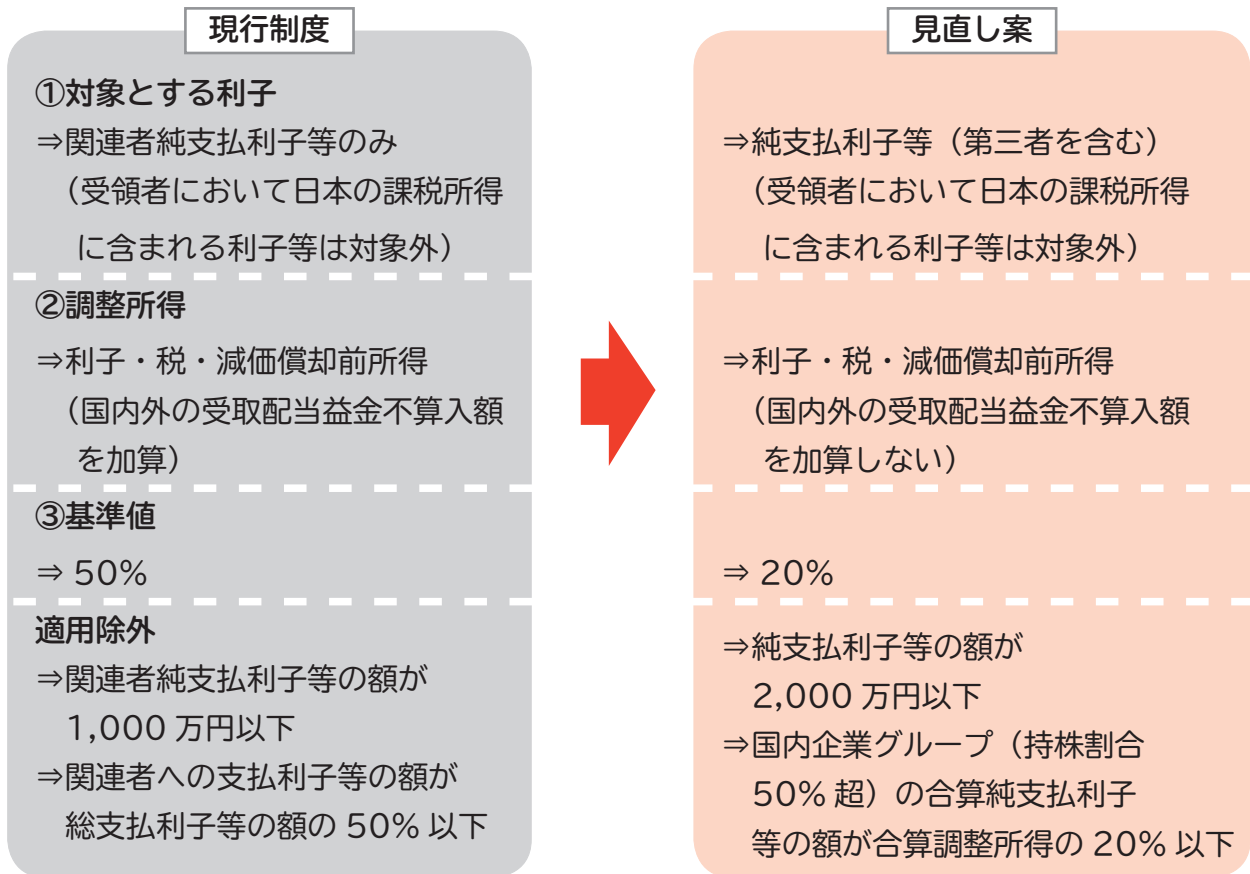 現行制度
①対象とする利子
⇒関連者純支払利子等のみ
（受領者において日本の課税所得
に含まれる利子等は対象外）
②調整所得
⇒利子・税・減価償却前所得
（国内外の受取配当益金不算入額
を加算）
③基準値
⇒ 50%
適用除外
⇒関連者純支払利子等の額が
1,000 万円以下
⇒関連者への支払利子等の額が
総支払利子等の額の 50% 以下
見直し案
⇒純支払利子等（第三者を含む）
（受領者において日本の課税所得
に含まれる利子等は対象外）
⇒利子・税・減価償却前所得
（国内外の受取配当益金不算入額
を加算しない）
⇒ 20%
⇒純支払利子等の額が
2,000 万円以下
⇒国内企業グループ（持株割合
50% 超）の合算純支払利子
等の額が合算調整所得の 20% 以下